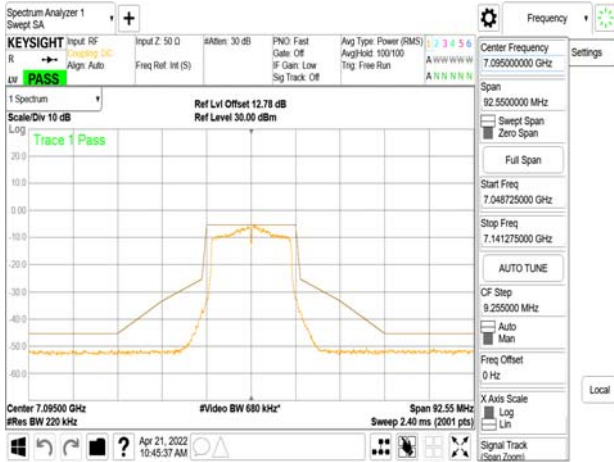 Spectrum Analyzer 1
Swept SA
Frequency
KEYSIGHT
R
LXI
PASS
Input: RF
Coupling: DC
Align: Auto
Input Z: 50 Ω
Freq Ref: Int (S)
#Atten: 30 dB
PNO: Fast
Gate: Off
IF Gain: Low
Sig Track: Off
Avg Type: Power (RMS)
Avg|Hold: 100/100
Trig: Free Run
1 2 3 4 5 6
A W W W W W
A N N N N N
1 Spectrum
Scale/Div 10 dB
Log
Ref Lvl Offset 12.78 dB
Ref Level 30.00 dBm
Trace 1 Pass
20.0
10.0
0.00
-10.0
-20.0
-30.0
-40.0
-50.0
-60.0
Center 7.09500 GHz
#Res BW 220 kHz
#Video BW 680 kHz*
Span 92.55 MHz
Sweep 2.40 ms (2001 pts)
?
Apr 21, 2022
10:45:37 AM
Center Frequency
7.095000000 GHz
Span
92.5500000 MHz
Swept Span
Zero Span
Full Span
Start Freq
7.048725000 GHz
Stop Freq
7.141275000 GHz
AUTO TUNE
CF Step
9.255000 MHz
Auto
Man
Freq Offset
0 Hz
X Axis Scale
Log
Lin
Signal Track
(Span Zoom)
Settings
Local